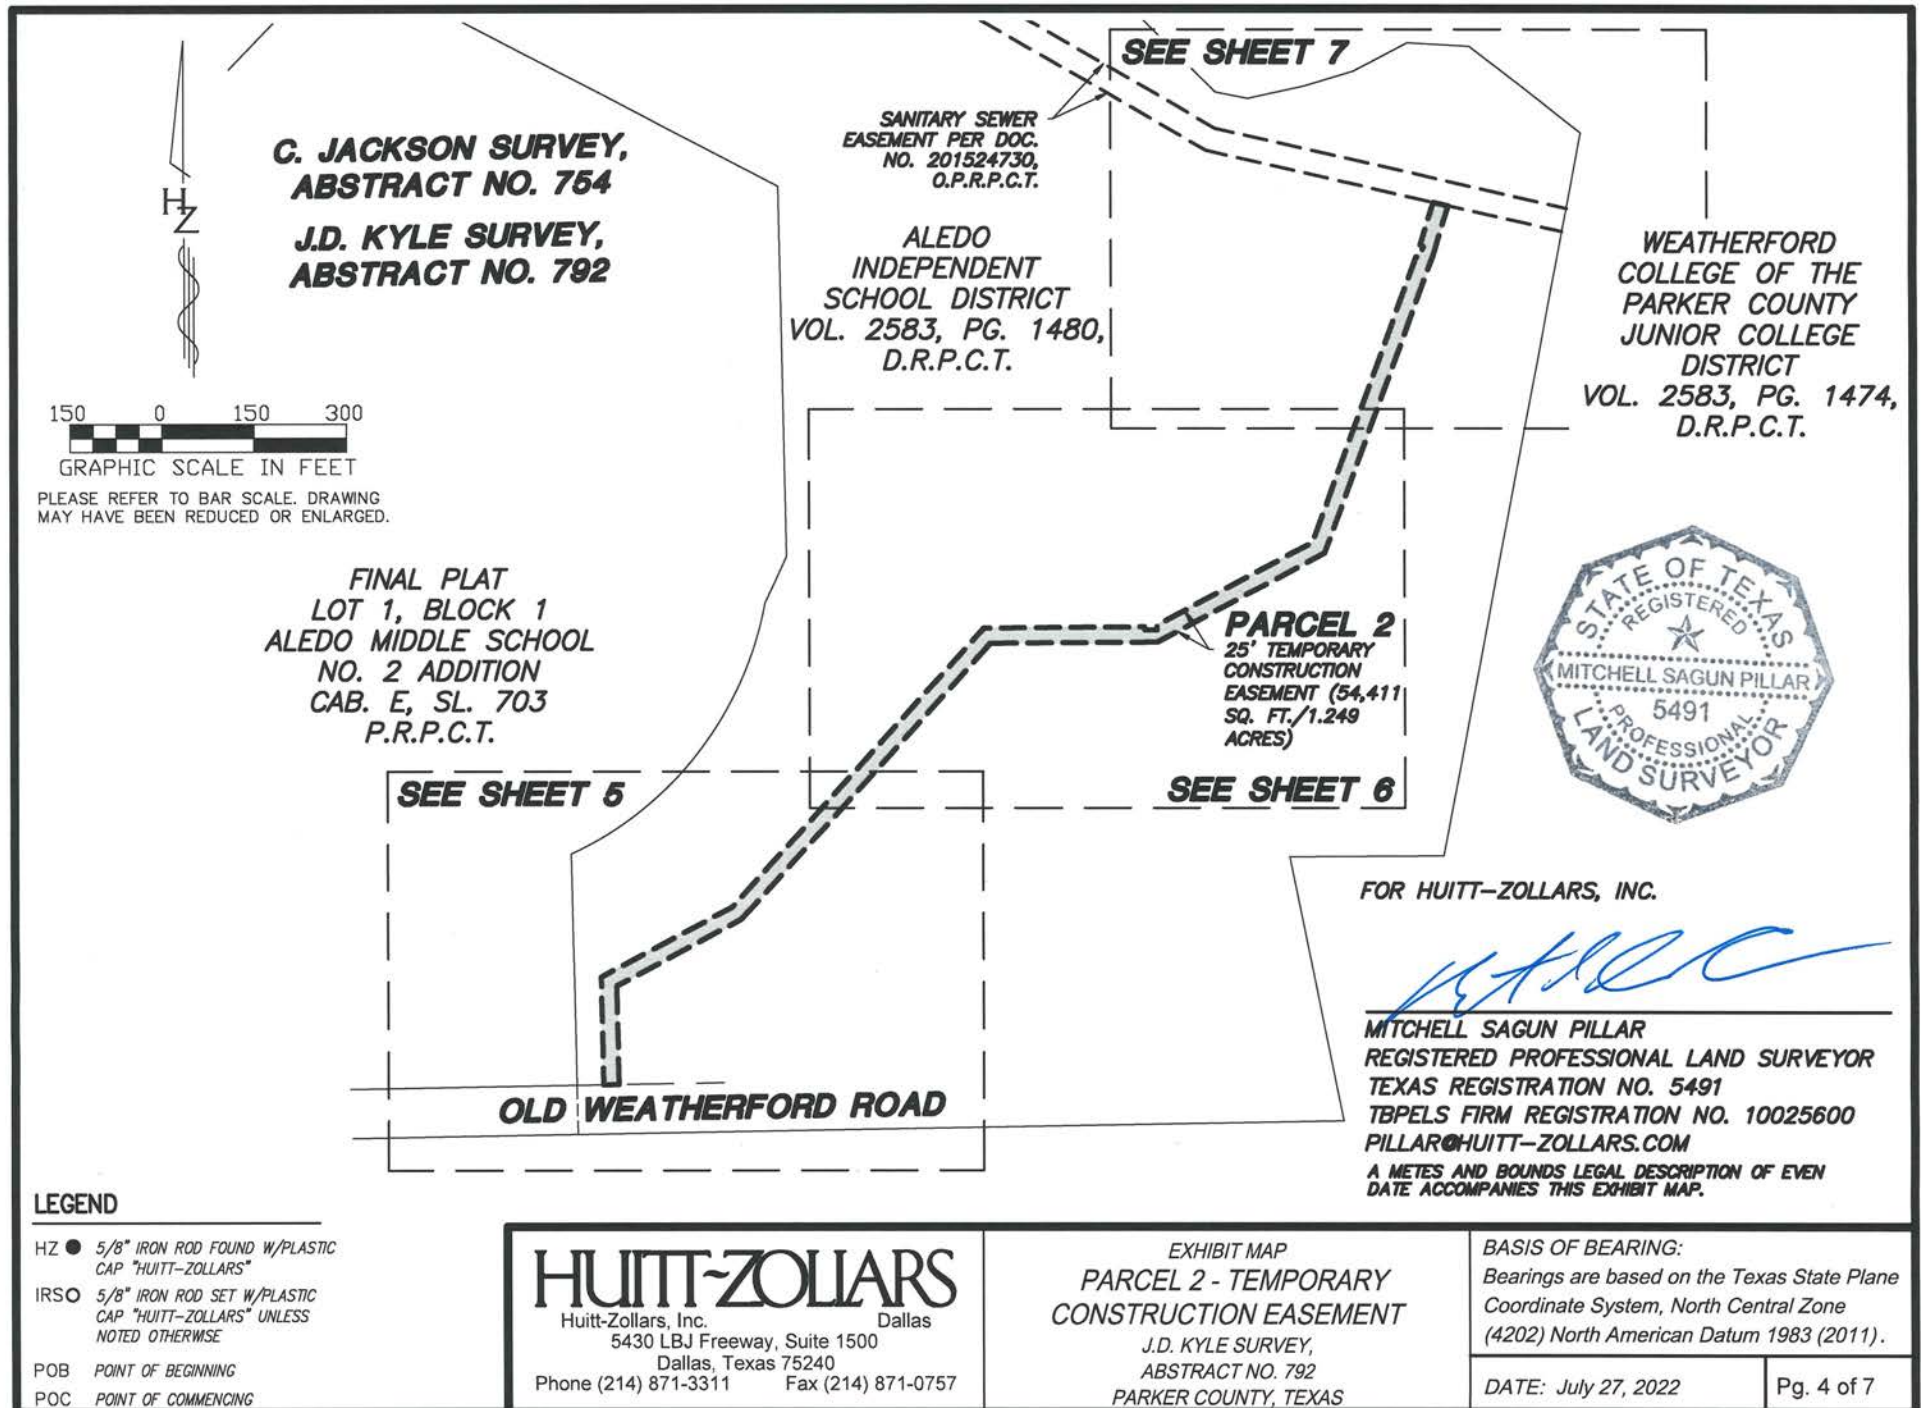 SEE SHEET 7
SANITARY SEWER
EASEMENT PER DOC.
NO. 201524730,
O.P.R.P.C.T.
C. JACKSON SURVEY,
ABSTRACT NO. 754
J.D. KYLE SURVEY,
ABSTRACT NO. 792
HZ
ALEDO
INDEPENDENT
SCHOOL DISTRICT
VOL. 2583, PG. 1480,
D.R.P.C.T.
WEATHERFORD
COLLEGE OF THE
PARKER COUNTY
JUNIOR COLLEGE
DISTRICT
VOL. 2583, PG. 1474,
D.R.P.C.T.
150 0 150 300
GRAPHIC SCALE IN FEET
PLEASE REFER TO BAR SCALE. DRAWING
MAY HAVE BEEN REDUCED OR ENLARGED.
FINAL PLAT
LOT 1, BLOCK 1
ALEDO MIDDLE SCHOOL
NO. 2 ADDITION
CAB. E, SL. 703
P.R.P.C.T.
PARCEL 2
25' TEMPORARY
CONSTRUCTION
EASEMENT (54,411
SQ. FT./1.249
ACRES)
STATE OF TEXAS
REGISTERED
MITCHELL SAGUN PILLAR
5491
PROFESSIONAL
LAND SURVEYOR
SEE SHEET 5
SEE SHEET 6
FOR HUITT-ZOLLARS, INC.
MITCHELL SAGUN PILLAR
REGISTERED PROFESSIONAL LAND SURVEYOR
TEXAS REGISTRATION NO. 5491
TBPELS FIRM REGISTRATION NO. 10025600
PILLAR@HUITT-ZOLLARS.COM
A METES AND BOUNDS LEGAL DESCRIPTION OF EVEN
DATE ACCOMPANIES THIS EXHIBIT MAP.
OLD WEATHERFORD ROAD
LEGEND
HZ 5/8" IRON ROD FOUND W/PLASTIC
CAP "HUITT-ZOLLARS"
IRS 5/8" IRON ROD SET W/PLASTIC
CAP "HUITT-ZOLLARS" UNLESS
NOTED OTHERWISE
POB POINT OF BEGINNING
POC POINT OF COMMENCING
HUITT~ZOLLARS
Huitt-Zollars, Inc. Dallas
5430 LBJ Freeway, Suite 1500
Dallas, Texas 75240
Phone (214) 871-3311 Fax (214) 871-0757
EXHIBIT MAP
PARCEL 2 - TEMPORARY
CONSTRUCTION EASEMENT
J.D. KYLE SURVEY,
ABSTRACT NO. 792
PARKER COUNTY, TEXAS
BASIS OF BEARING:
Bearings are based on the Texas State Plane
Coordinate System, North Central Zone
(4202) North American Datum 1983 (2011).
DATE: July 27, 2022
Pg. 4 of 7